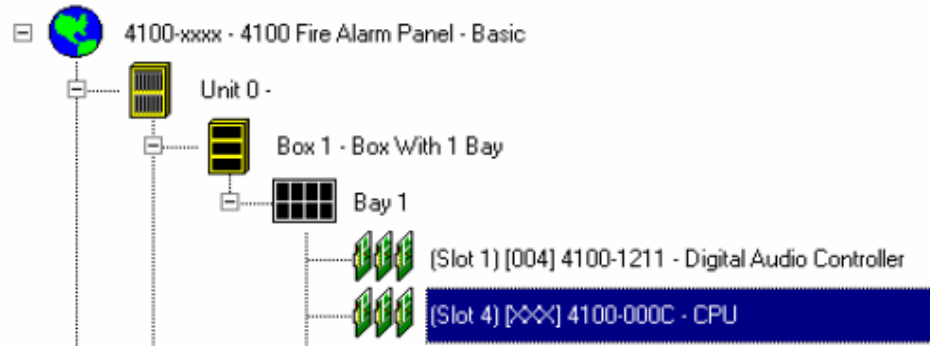 4100-xxxx - 4100 Fire Alarm Panel - Basic
Unit 0 -
Box 1 - Box With 1 Bay
Bay 1
(Slot 1) [004] 4100-1211 - Digital Audio Controller
(Slot 4) [XXX] 4100-000C - CPU